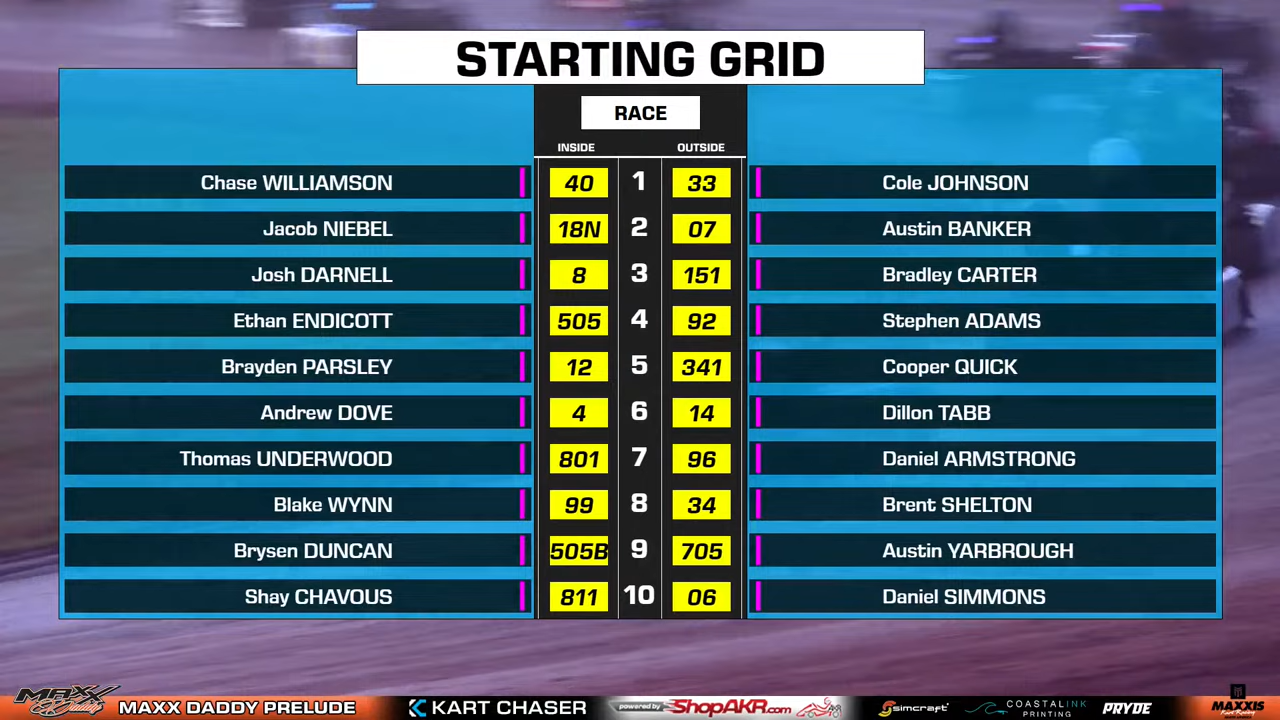 STARTING GRID
RACE
INSIDE OUTSIDE
Chase WILLIAMSON 40 1 33 Cole JOHNSON
Jacob NIEBEL 18N 2 07 Austin BANKER
Josh DARNELL 8 3 151 Bradley CARTER
Ethan ENDICOTT 505 4 92 Stephen ADAMS
Brayden PARSLEY 12 5 341 Cooper QUICK
Andrew DOVE 4 6 14 Dillon TABB
Thomas UNDERWOOD 801 7 96 Daniel ARMSTRONG
Blake WYNN 99 8 34 Brent SHELTON
Brysen DUNCAN 505B 9 705 Austin YARBROUGH
Shay CHAVOUS 811 10 06 Daniel SIMMONS
MAXX Daddy MAXX DADDY PRELUDE KART CHASER powered by ShopAKR.com simcraft COASTALINK PRINTING PRYDE MAXXIS